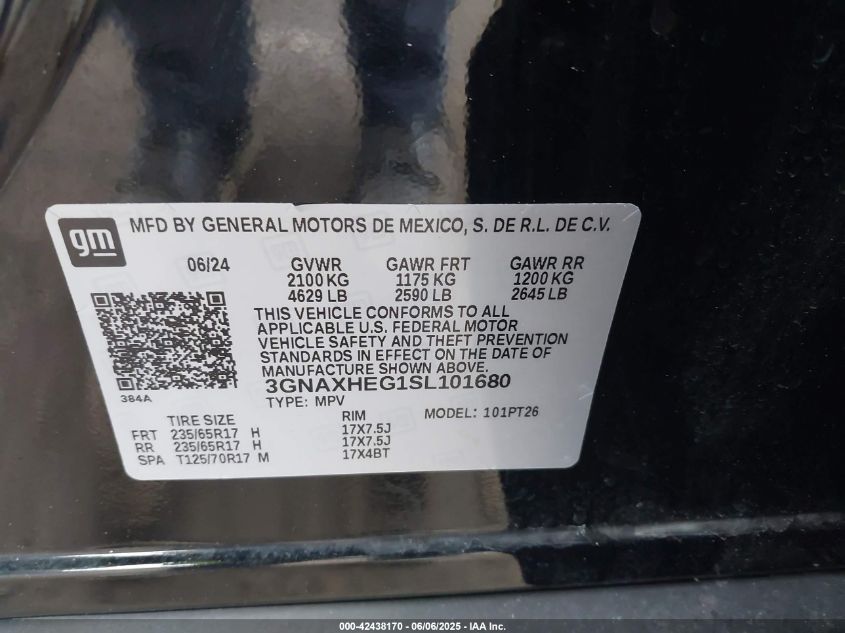 gm
MFD BY GENERAL MOTORS DE MEXICO, S. DE R.L. DE C.V.
06/24 GVWR GAWR FRT GAWR RR
2100 KG 1175 KG 1200 KG
4629 LB 2590 LB 2645 LB
THIS VEHICLE CONFORMS TO ALL
APPLICABLE U.S. FEDERAL MOTOR
VEHICLE SAFETY AND THEFT PREVENTION
STANDARDS IN EFFECT ON THE DATE OF
MANUFACTURE SHOWN ABOVE.
3GNAXHEG1SL101680
384A
TYPE: MPV MODEL: 101PT26
TIRE SIZE RIM
FRT 235/65R17 H 17X7.5J
RR 235/65R17 H 17X7.5J
SPA T125/70R17 M 17X4BT
000-42438170 - 06/06/2025 - IAA Inc.